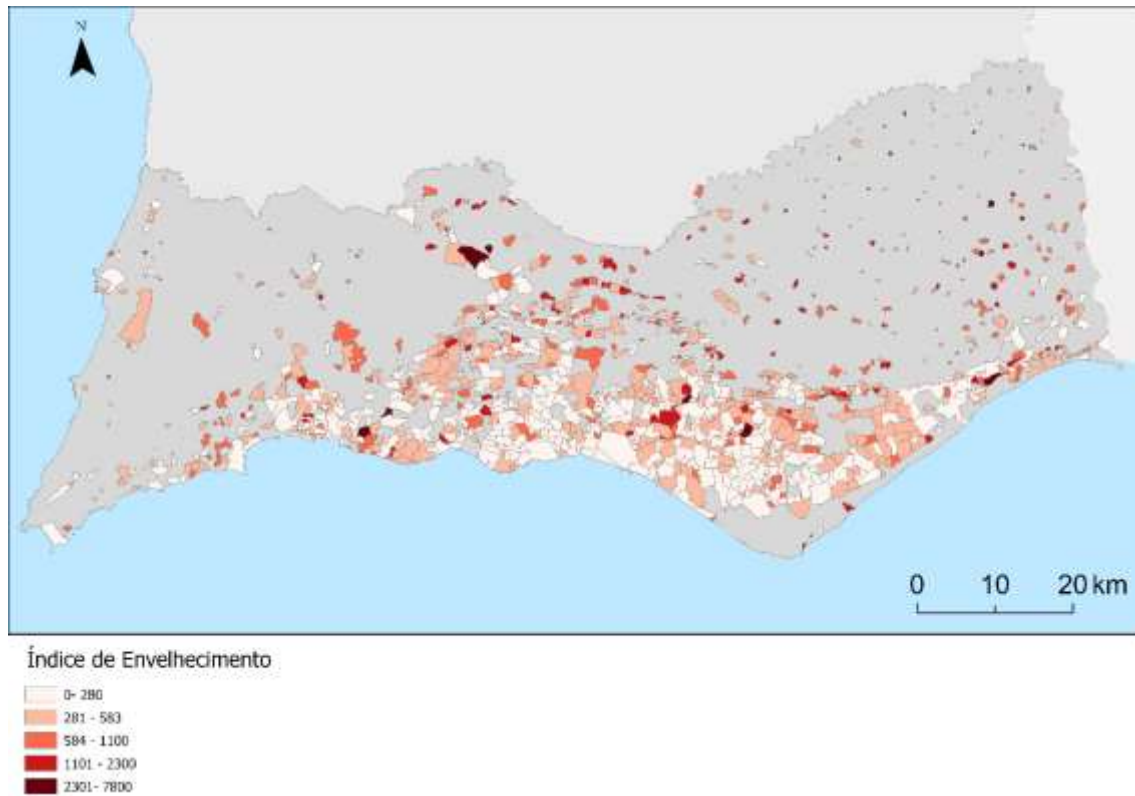 N
0 10 20 km
Índice de Envelhecimento
0- 280
281 - 583
584 - 1100
1101 - 2300
2301- 7800